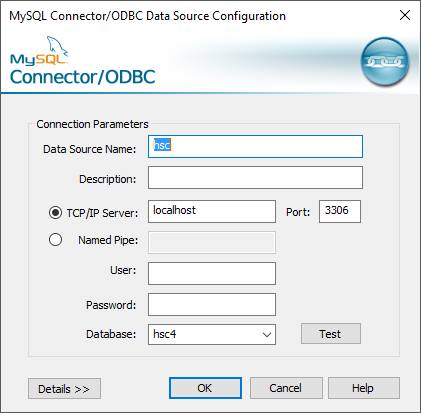 MySQL Connector/ODBC Data Source Configuration
MySQL
Connector/ODBC
Connection Parameters
Data Source Name: hsc
Description:
TCP/IP Server: localhost Port: 3306
Named Pipe:
User:
Password:
Database: hsc4 Test
Details >> OK Cancel Help